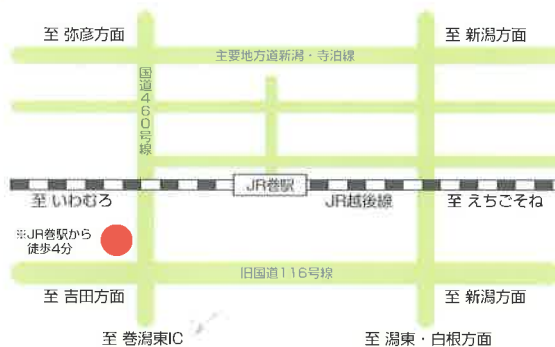 至 弥彦方面
至 新潟方面
主要地方道新潟・寺泊線
国道460号線
JR巻駅
至 いわむろ
JR越後線
至 えちごそね
※JR巻駅から
徒歩4分
旧国道116号線
至 吉田方面
至 新潟方面
至 巻潟東IC
至 潟東・白根方面